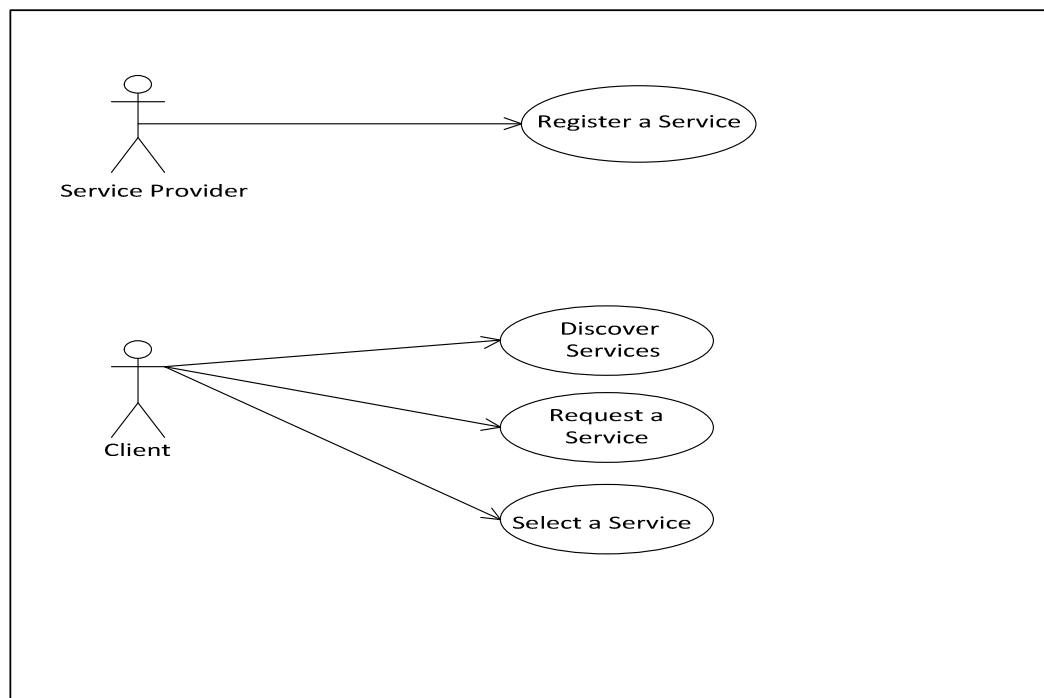 Register a Service
Service Provider
Discover
Services
Request a
Service
Client
Select a Service